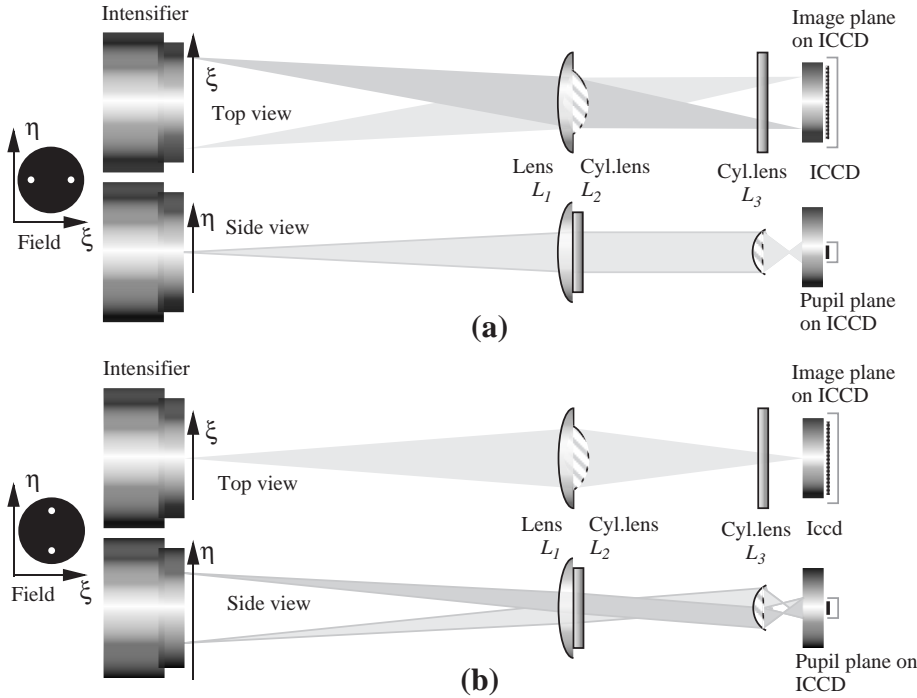 Intensifier
Image plane
on ICCD
ξ
Top view
η
Lens
L1
Cyl.lens
L2
Cyl.lens
L3
ICCD
Field
ξ
η
Side view
Pupil plane
on ICCD
(a)
Intensifier
Image plane
on ICCD
ξ
Top view
η
Lens
L1
Cyl.lens
L2
Cyl.lens
L3
Iccd
Field
ξ
η
Side view
Pupil plane on
ICCD
(b)